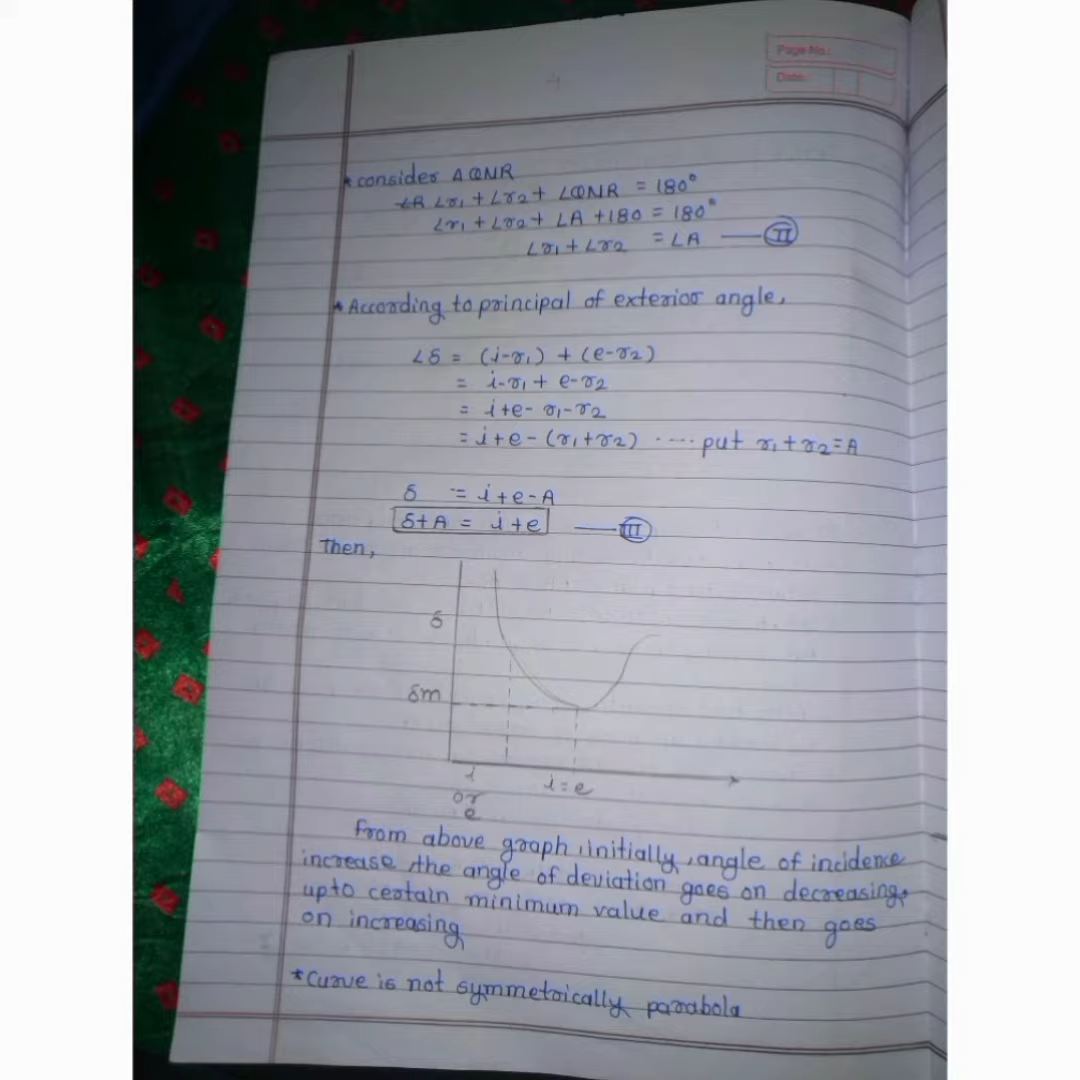 Page No.:
Date:
* consider △QNR
∠r₁ + ∠r₂ + ∠QNR = 180°
∠r₁ + ∠r₂ + ∠A + 180 = 180°
∠r₁ + ∠r₂ = ∠A —— II
* According to principal of exterior angle,
∠δ = (i-r₁) + (e-r₂)
= i-r₁ + e-r₂
= i+e- r₁-r₂
= i+e - (r₁+r₂) ..... put r₁+r₂=A
δ = i+e-A
δ+A = i+e —— III
Then,
δ
δm
i
or
e
i=e
from above graph, initially, angle of incidence
increase, the angle of deviation goes on decreasing,
upto certain minimum value and then goes
on increasing
* Curve is not symmetrically parabola